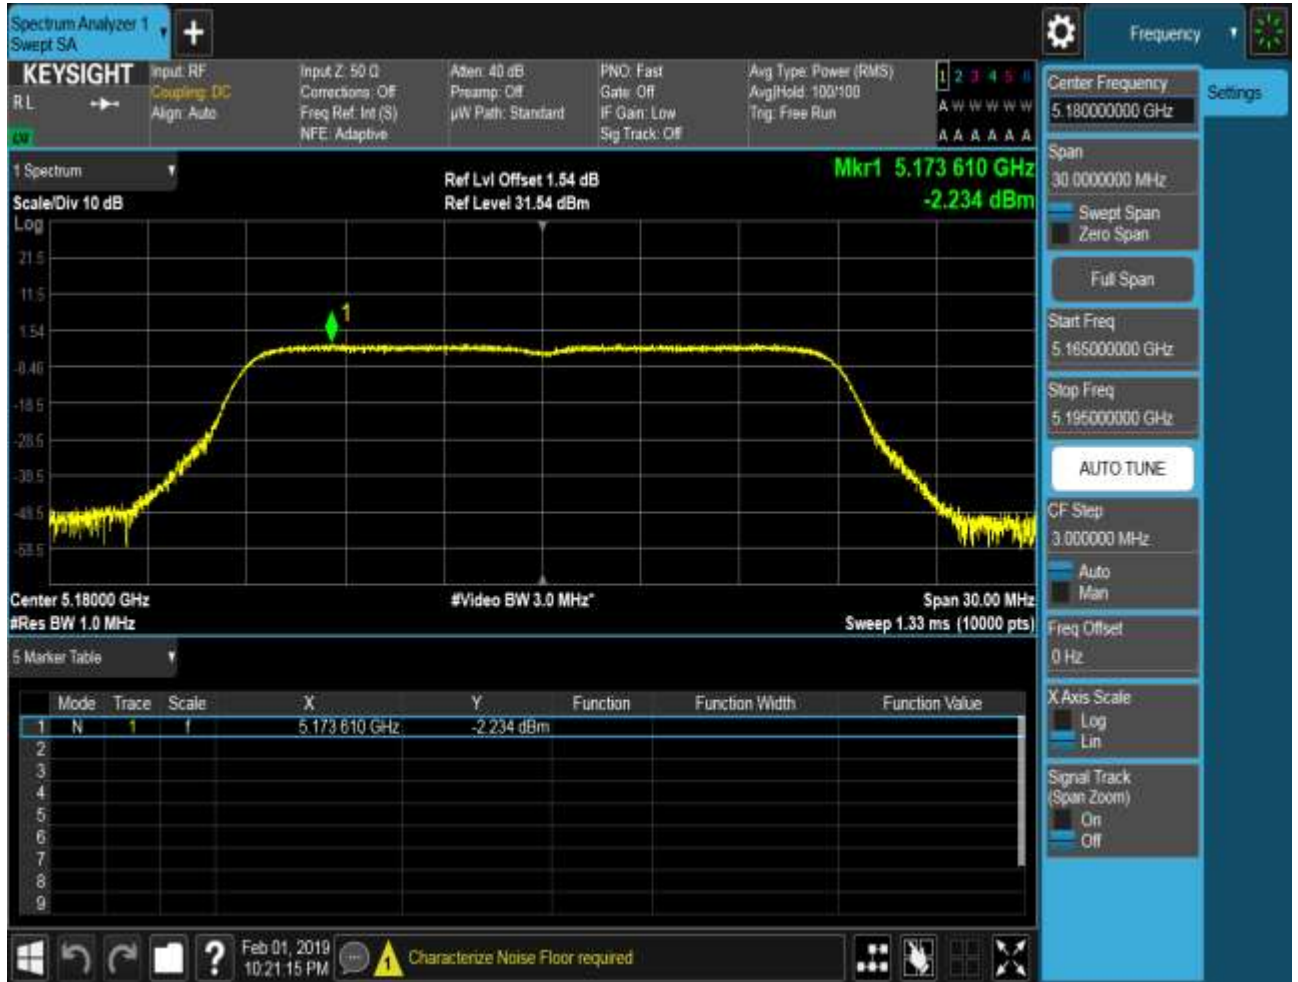 Spectrum Analyzer 1
Swept SA
+
Frequency
KEYSIGHT
RL
Input: RF
Coupling: DC
Align: Auto
Input Z: 50 Ω
Corrections: Off
Freq Ref: Int (S)
NFE: Adaptive
Atten: 40 dB
Preamp: Off
µW Path: Standard
PNO: Fast
Gate: Off
IF Gain: Low
Sig Track: Off
Avg Type: Power (RMS)
Avg|Hold: 100/100
Trig: Free Run
1 2 3 4 5 6
A W W W W W
A A A A A A
1 Spectrum
Scale/Div 10 dB
Log
Ref Lvl Offset 1.54 dB
Ref Level 31.54 dBm
Mkr1 5.173 610 GHz
-2.234 dBm
21.5
11.5
1.54
-8.46
-18.5
-28.5
-38.5
-48.5
-58.5
1
Center 5.18000 GHz
#Res BW 1.0 MHz
#Video BW 3.0 MHz*
Span 30.00 MHz
Sweep 1.33 ms (10000 pts)
5 Marker Table
Mode Trace Scale X Y Function Function Width Function Value
1 N 1 f 5.173 610 GHz -2.234 dBm
2
3
4
5
6
7
8
9
Center Frequency
5.180000000 GHz
Settings
Span
30.0000000 MHz
Swept Span
Zero Span
Full Span
Start Freq
5.165000000 GHz
Stop Freq
5.195000000 GHz
AUTO TUNE
CF Step
3.000000 MHz
Auto
Man
Freq Offset
0 Hz
X Axis Scale
Log
Lin
Signal Track
(Span Zoom)
On
Off
?
Feb 01, 2019
10:21:15 PM
1
Characterize Noise Floor required